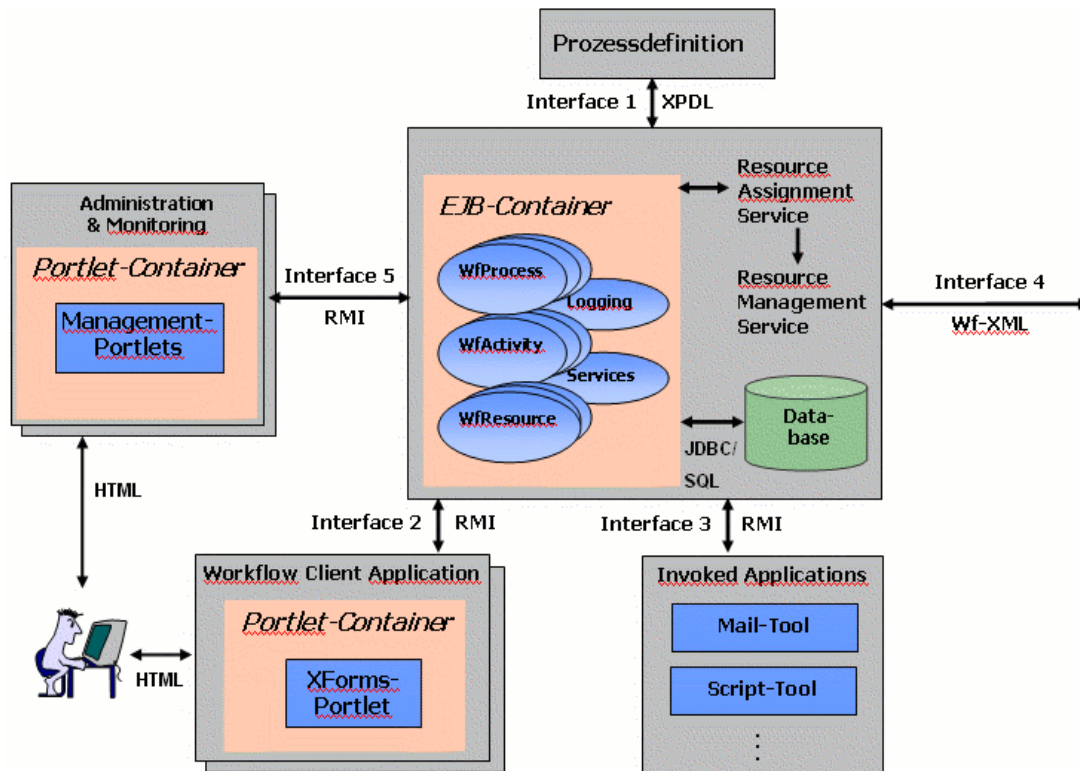 Prozessdefinition
Interface 1
XPDL
Administration
& Monitoring
Portlet-Container
Management-
Portlets
Interface 5
RMI
EJB-Container
WfProcess
Logging
WfActivity
Services
WfResource
Resource
Assignment
Service
Resource
Management
Service
Data-
base
JDBC/
SQL
Interface 4
Wf-XML
HTML
Interface 2
RMI
Interface 3
RMI
Workflow Client Application
Portlet-Container
XForms-
Portlet
HTML
Invoked Applications
Mail-Tool
Script-Tool
⋮